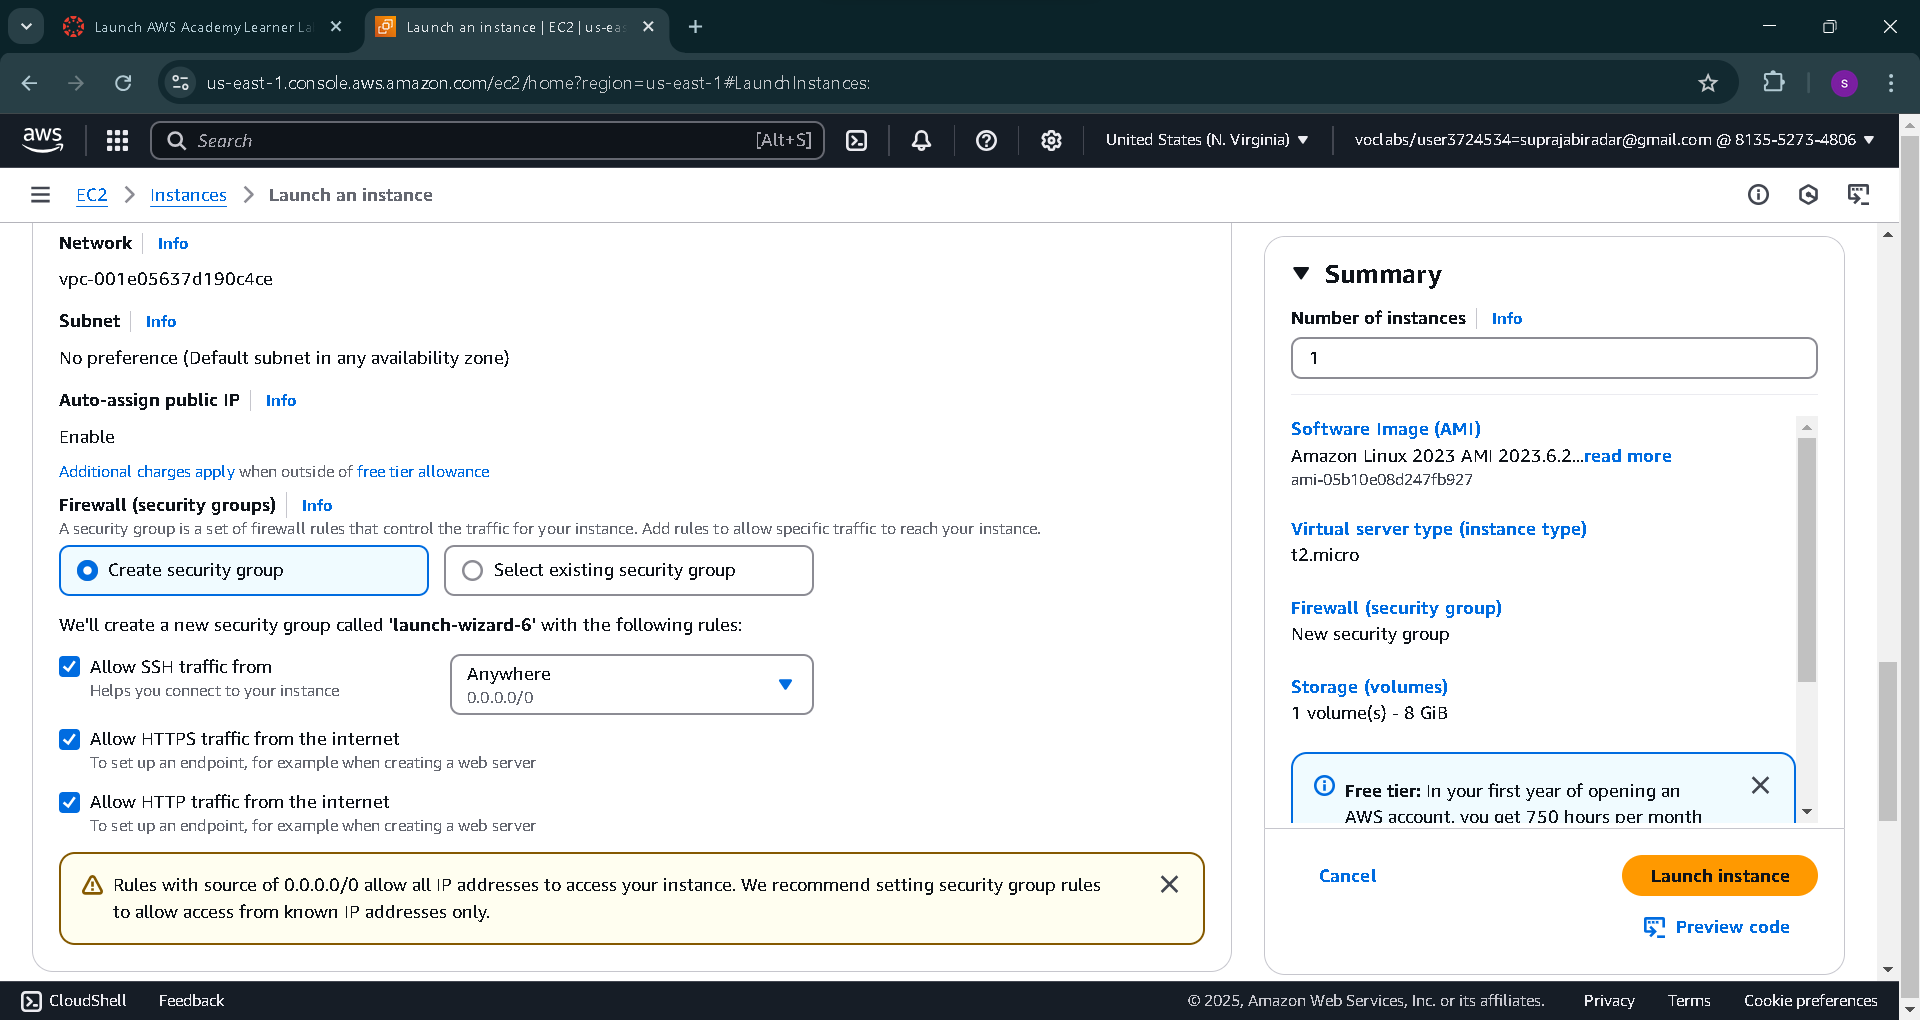 Launch AWS Academy Learner La
Launch an instance | EC2 | us-eas
us-east-1.console.aws.amazon.com/ec2/home?region=us-east-1#LaunchInstances:
s
aws
Search
[Alt+S]
United States (N. Virginia)
voclabs/user3724534=suprajabiradar@gmail.com @ 8135-5273-4806
EC2
Instances
Launch an instance
Network
Info
vpc-001e05637d190c4ce
Subnet
Info
No preference (Default subnet in any availability zone)
Auto-assign public IP
Info
Enable
Additional charges apply when outside of free tier allowance
Firewall (security groups)
Info
A security group is a set of firewall rules that control the traffic for your instance. Add rules to allow specific traffic to reach your instance.
Create security group
Select existing security group
We'll create a new security group called 'launch-wizard-6' with the following rules:
Allow SSH traffic from
Helps you connect to your instance
Anywhere
0.0.0.0/0
Allow HTTPS traffic from the internet
To set up an endpoint, for example when creating a web server
Allow HTTP traffic from the internet
To set up an endpoint, for example when creating a web server
Rules with source of 0.0.0.0/0 allow all IP addresses to access your instance. We recommend setting security group rules
to allow access from known IP addresses only.
Summary
Number of instances
Info
1
Software Image (AMI)
Amazon Linux 2023 AMI 2023.6.2...read more
ami-05b10e08d247fb927
Virtual server type (instance type)
t2.micro
Firewall (security group)
New security group
Storage (volumes)
1 volume(s) - 8 GiB
Free tier: In your first year of opening an
AWS account, you get 750 hours per month
Cancel
Launch instance
Preview code
CloudShell
Feedback
© 2025, Amazon Web Services, Inc. or its affiliates.
Privacy
Terms
Cookie preferences